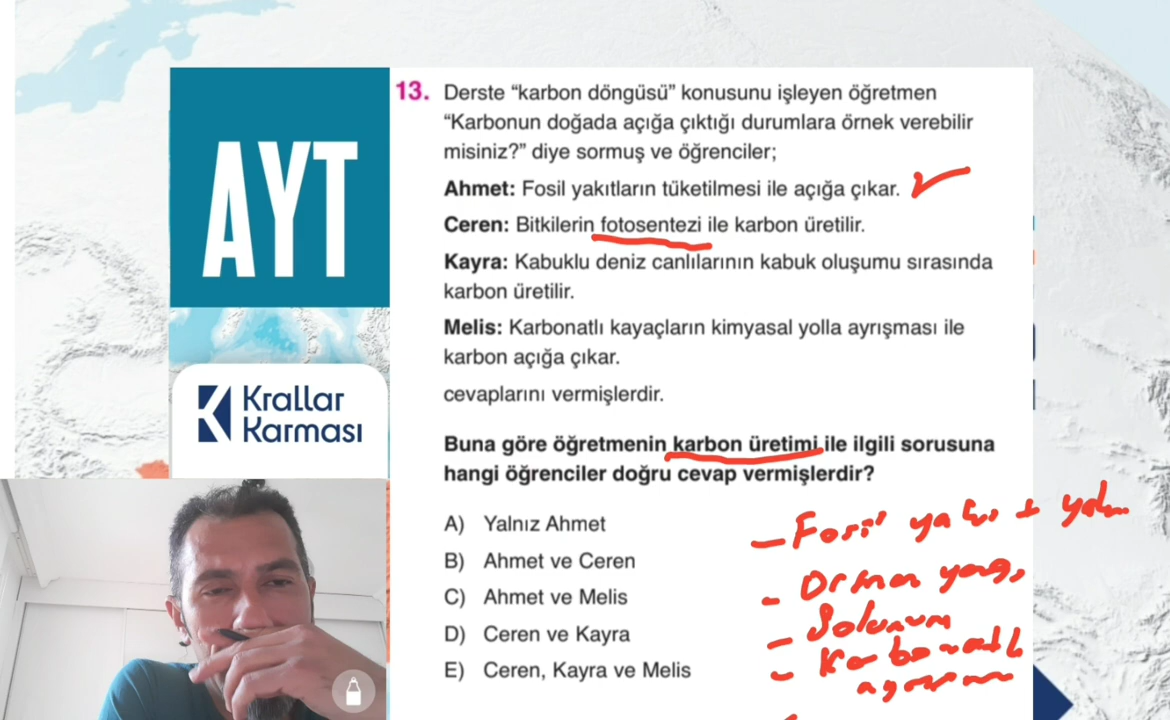 AYT
Krallar
Karması
13. Derste “karbon döngüsü” konusunu işleyen öğretmen
“Karbonun doğada açığa çıktığı durumlara örnek verebilir
misiniz?” diye sormuş ve öğrenciler;
Ahmet: Fosil yakıtların tüketilmesi ile açığa çıkar.
Ceren: Bitkilerin fotosentezi ile karbon üretilir.
Kayra: Kabuklu deniz canlılarının kabuk oluşumu sırasında
karbon üretilir.
Melis: Karbonatlı kayaçların kimyasal yolla ayrışması ile
karbon açığa çıkar.
cevaplarını vermişlerdir.
Buna göre öğretmenin karbon üretimi ile ilgili sorusuna
hangi öğrenciler doğru cevap vermişlerdir?
A) Yalnız Ahmet
B) Ahmet ve Ceren
C) Ahmet ve Melis
D) Ceren ve Kayra
E) Ceren, Kayra ve Melis
- Fosil
- Orman
- Solunum
- Karbonatlı